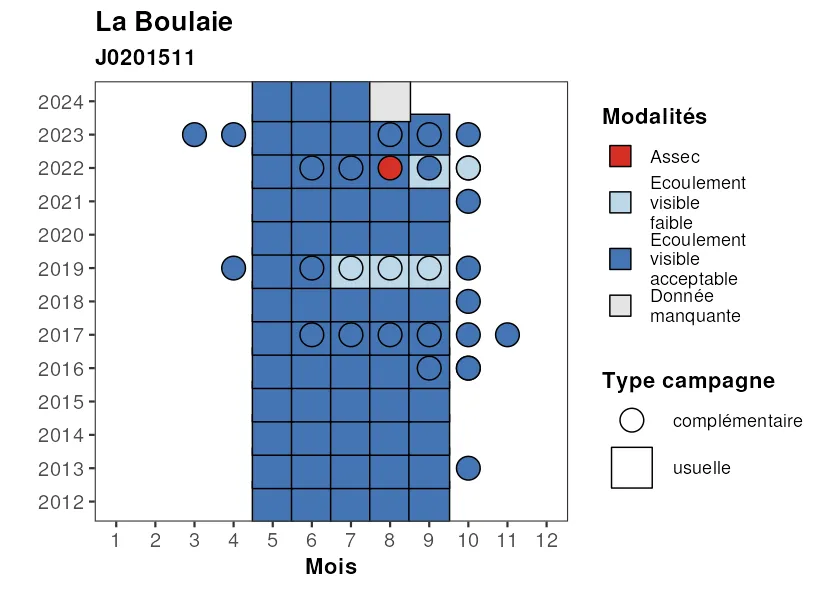 La Boulaie
J0201511
2024
2023
2022
2021
2020
2019
2018
2017
2016
2015
2014
2013
2012
1 2 3 4 5 6 7 8 9 10 11 12
Mois
Modalités
Assec
Ecoulement
visible
faible
Ecoulement
visible
acceptable
Donnée
manquante
Type campagne
complémentaire
usuelle